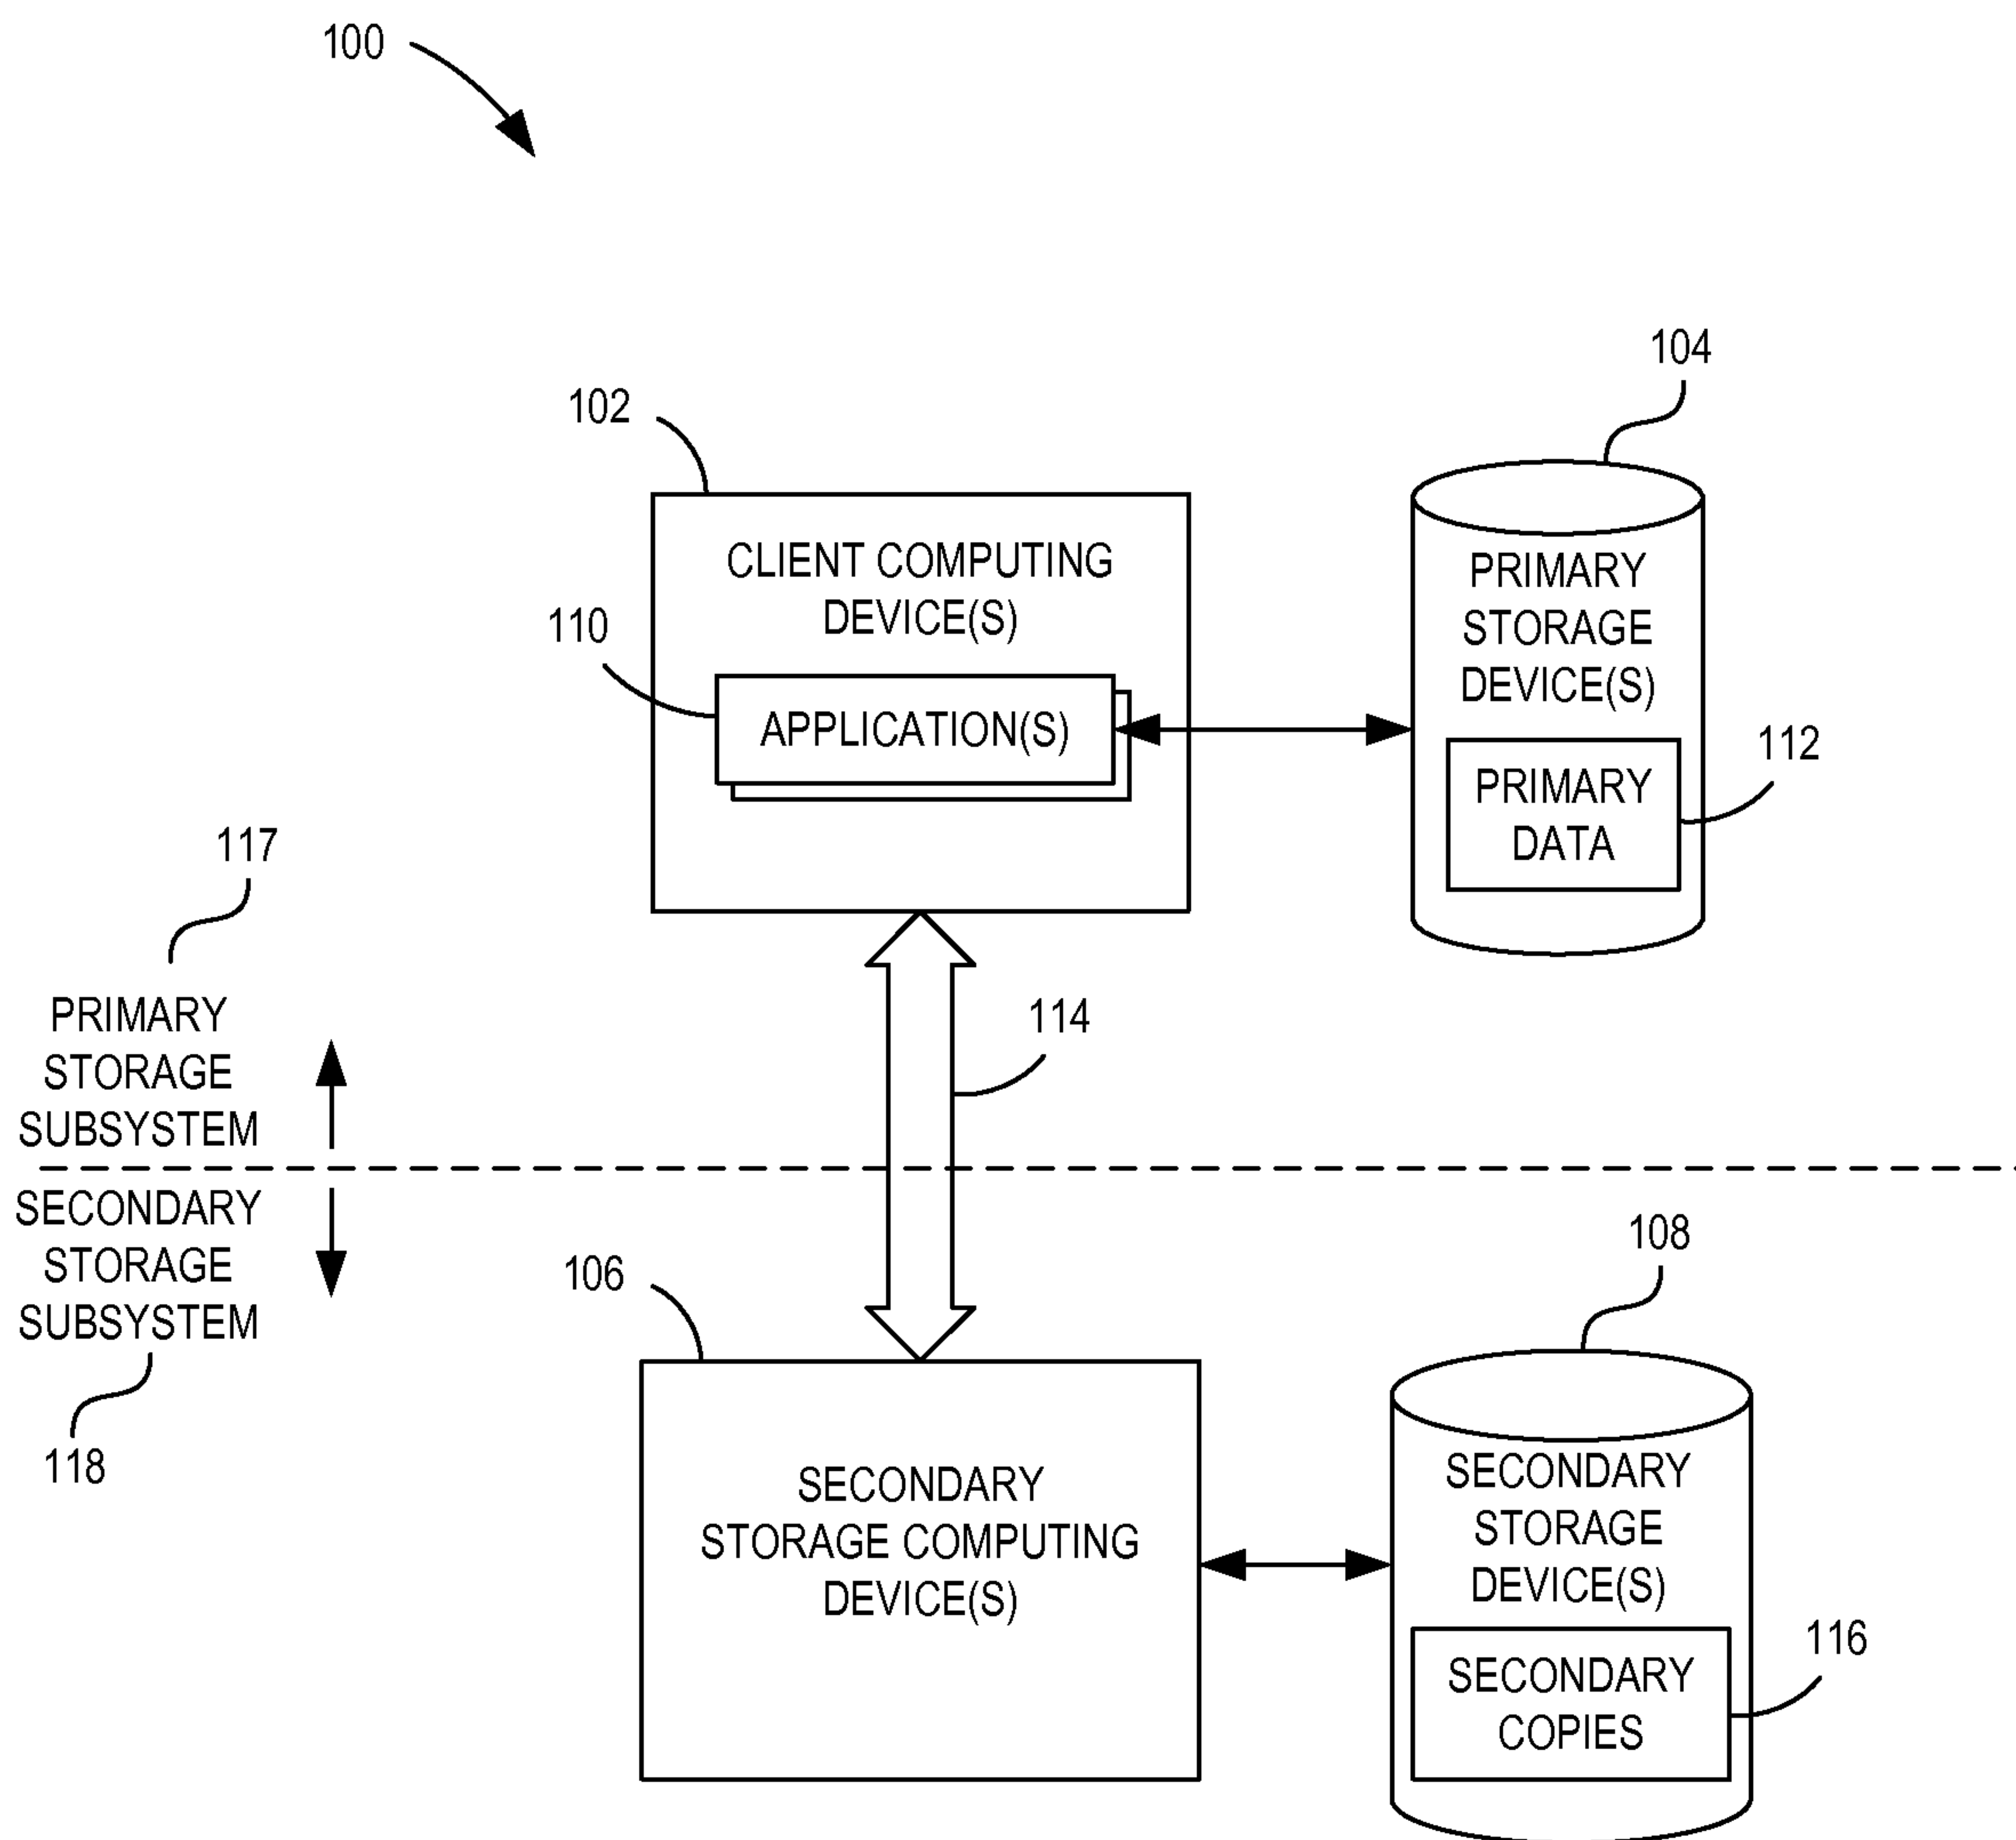 100
104
102
CLIENT COMPUTING
DEVICE(S)
110
APPLICATION(S)
PRIMARY
STORAGE
DEVICE(S)
112
PRIMARY
DATA
117
PRIMARY
STORAGE
SUBSYSTEM
114
SECONDARY
STORAGE
SUBSYSTEM
118
106
SECONDARY
STORAGE COMPUTING
DEVICE(S)
108
SECONDARY
STORAGE
DEVICE(S)
116
SECONDARY
COPIES